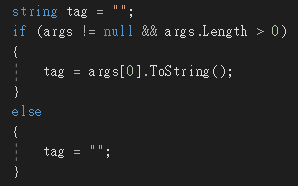 string tag = "";
if (args != null && args.Length > 0)
{
    tag = args[0].ToString();
}
else
{
    tag = "";
}